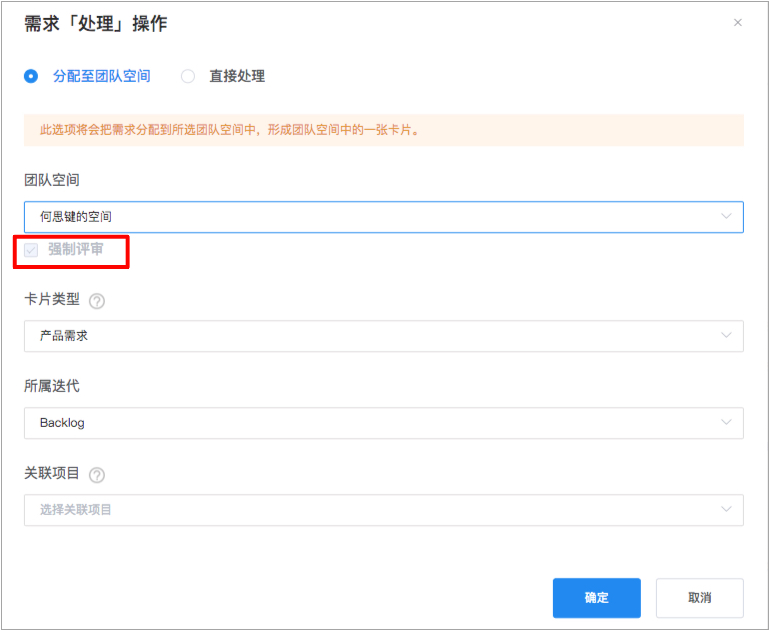 需求「处理」操作
分配至团队空间 直接处理
此选项将会把需求分配到所选团队空间中，形成团队空间中的一张卡片。
团队空间
何思键的空间
强制评审
卡片类型 ?
产品需求
所属迭代
Backlog
关联项目 ?
选择关联项目
确定 取消